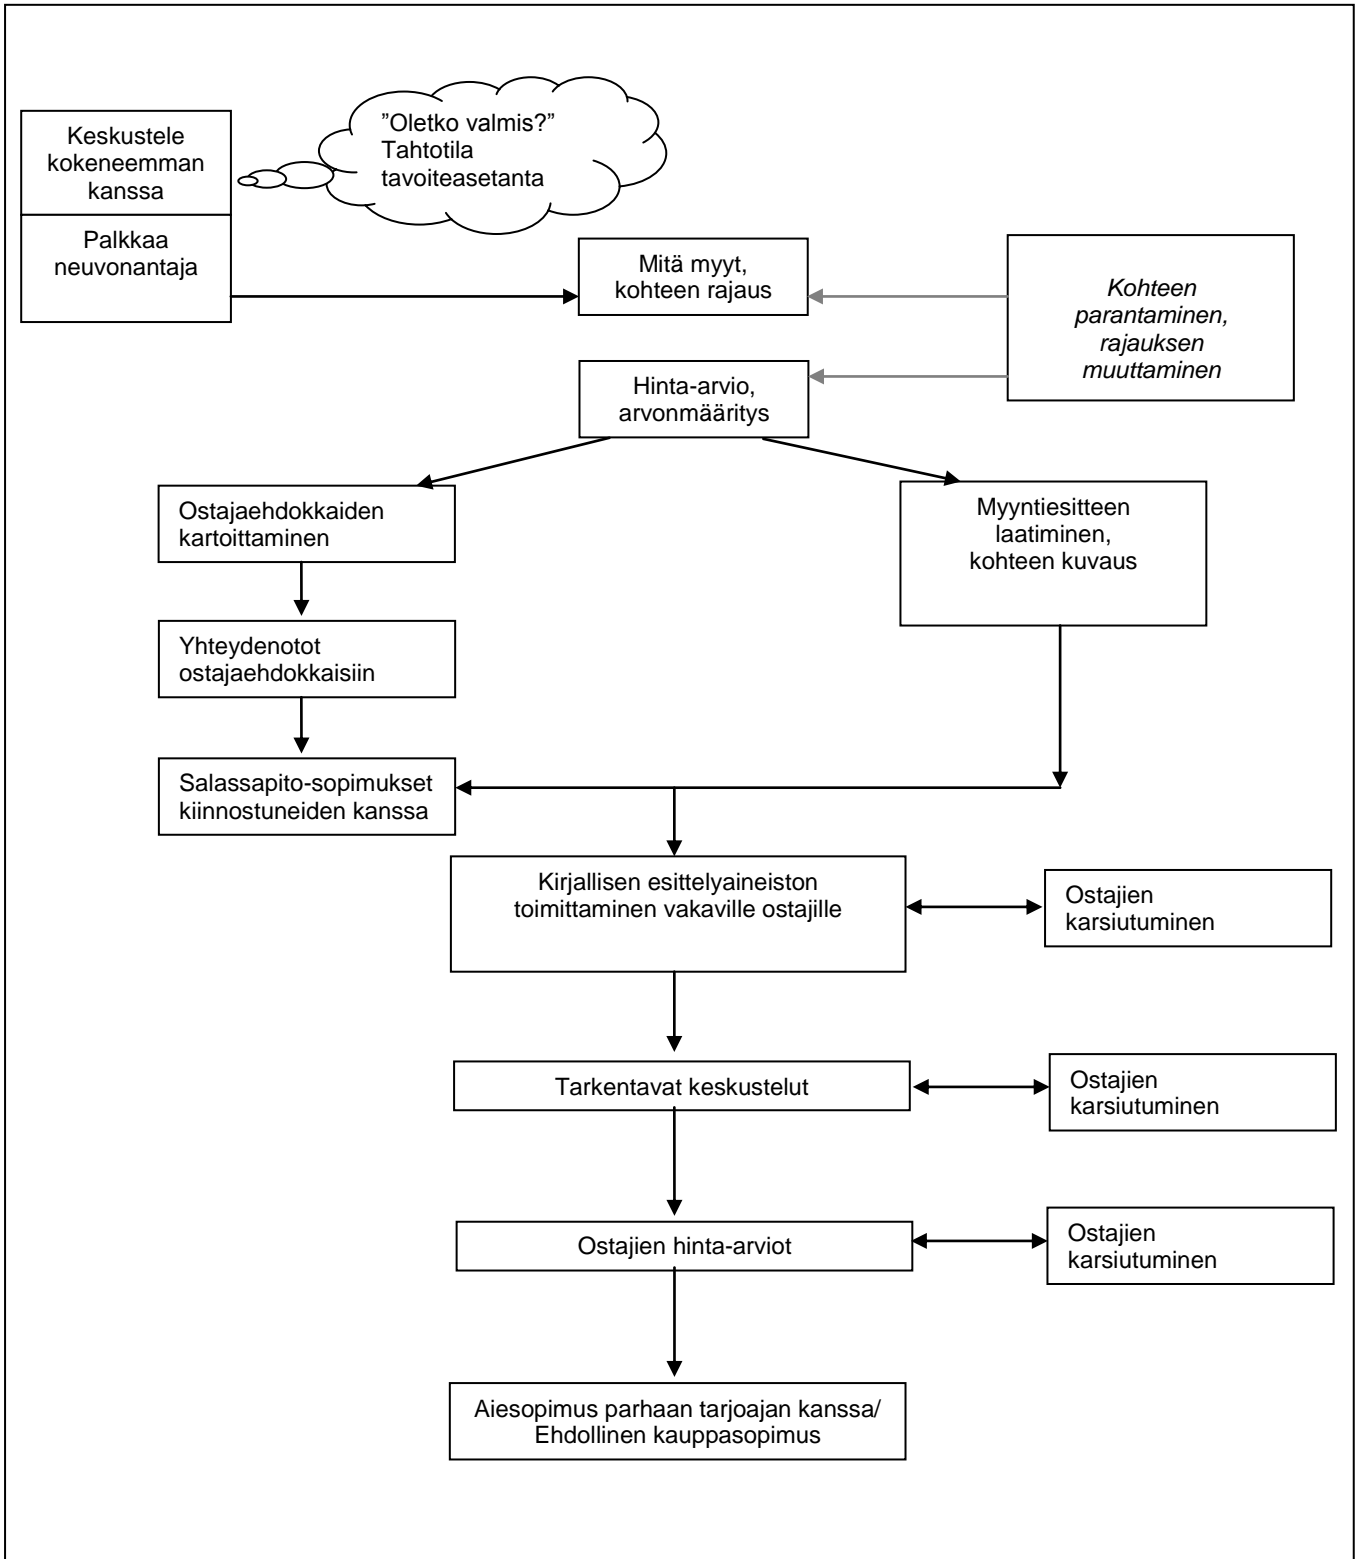 Keskustele
kokeneemman
kanssa
”Oletko valmis?”
Tahtotila
tavoiteasetanta
Palkkaa
neuvonantaja
Mitä myyt,
kohteen rajaus
Kohteen
parantaminen,
rajauksen
muuttaminen
Hinta-arvio,
arvonmääritys
Ostajaehdokkaiden
kartoittaminen
Myyntiesitteen
laatiminen,
kohteen kuvaus
Yhteydenotot
ostajaehdokkaisiin
Salassapito-sopimukset
kiinnostuneiden kanssa
Kirjallisen esittelyaineiston
toimittaminen vakaville ostajille
Ostajien
karsiutuminen
Tarkentavat keskustelut
Ostajien
karsiutuminen
Ostajien hinta-arviot
Ostajien
karsiutuminen
Aiesopimus parhaan tarjoajan kanssa/
Ehdollinen kauppasopimus